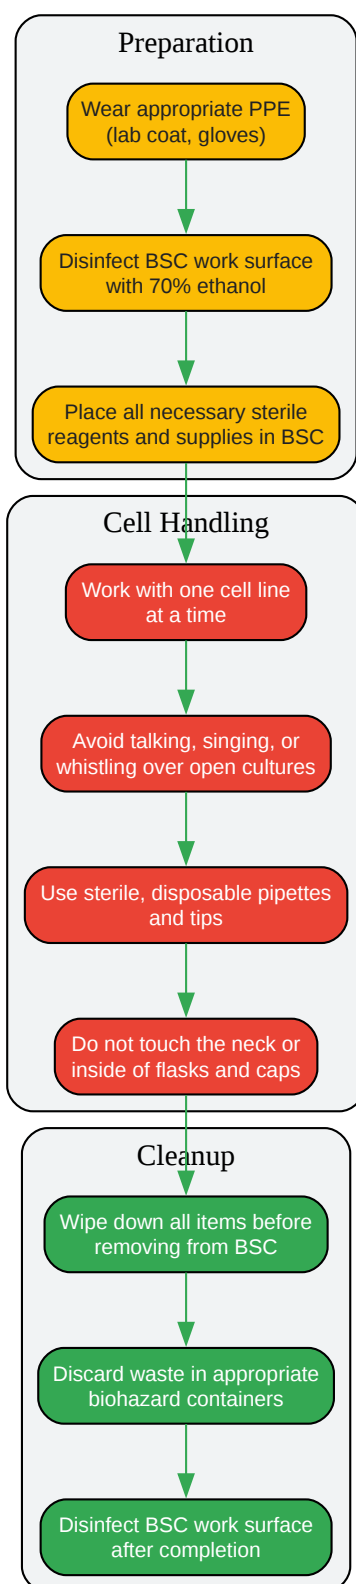 Preparation
Wear appropriate PPE
(lab coat, gloves)
Disinfect BSC work surface
with 70% ethanol
Place all necessary sterile
reagents and supplies in BSC
Cell Handling
Work with one cell line
at a time
Avoid talking, singing, or
whistling over open cultures
Use sterile, disposable pipettes
and tips
Do not touch the neck or
inside of flasks and caps
Cleanup
Wipe down all items before
removing from BSC
Discard waste in appropriate
biohazard containers
Disinfect BSC work surface
after completion